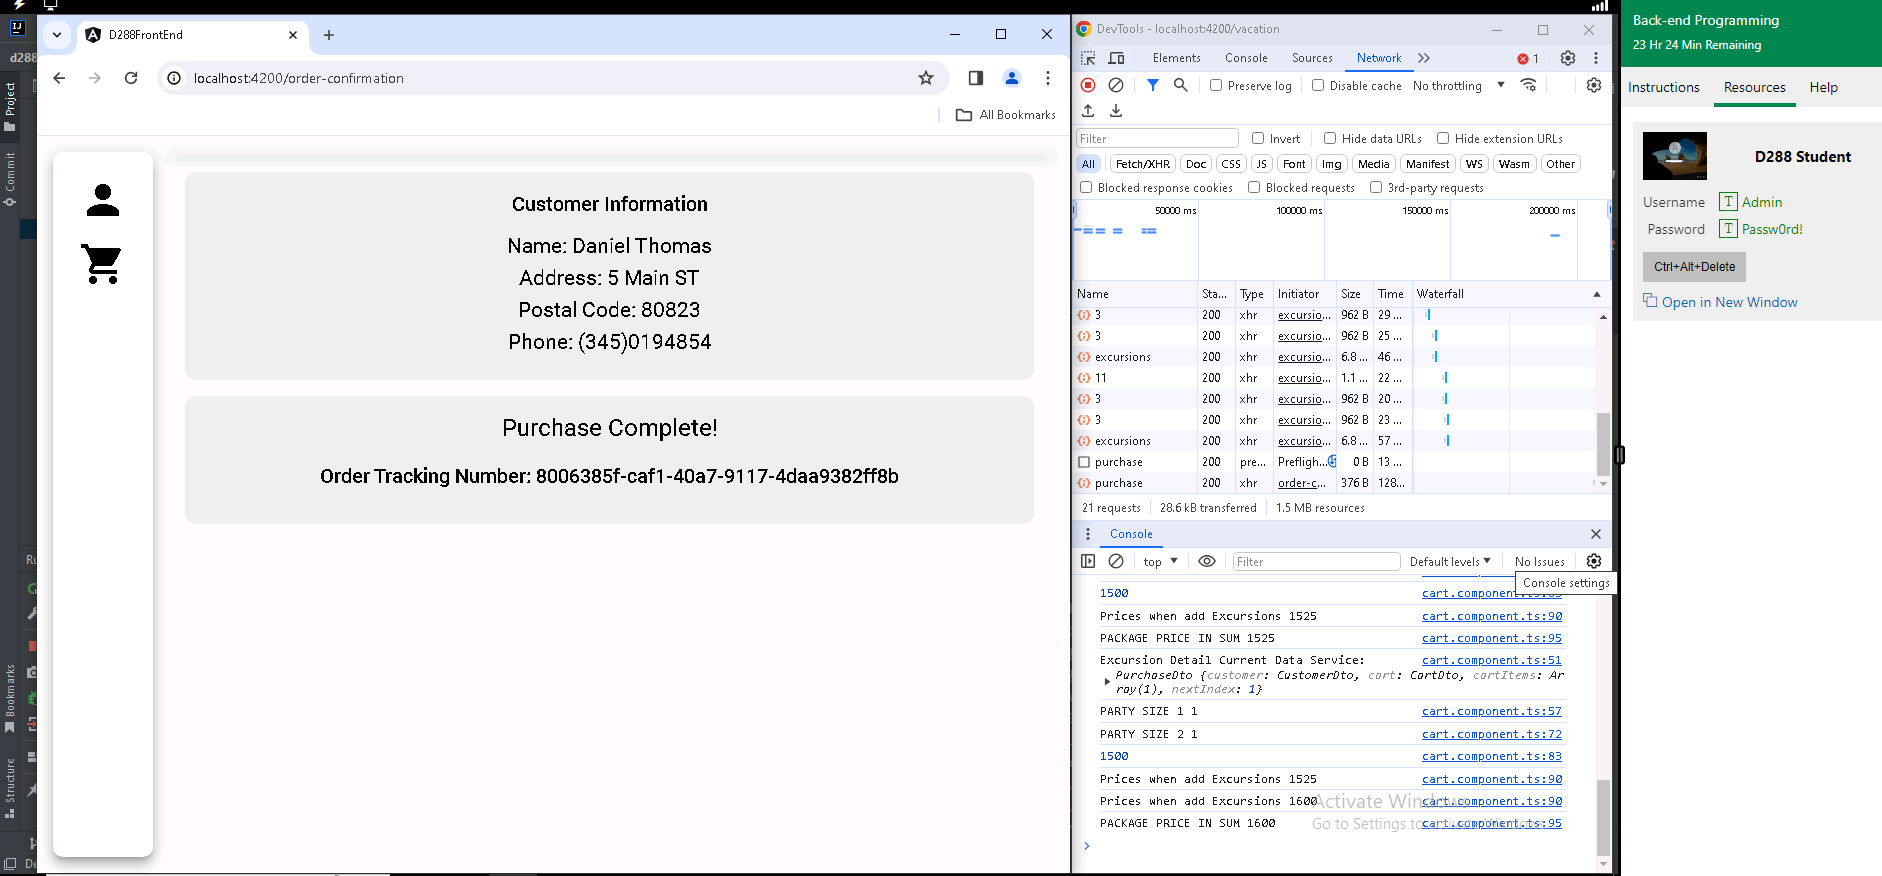 D288FrontEnd
localhost:4200/order-confirmation
All Bookmarks
d288
Project
Commit
Bookmarks
Structure
Customer Information
Name: Daniel Thomas
Address: 5 Main ST
Postal Code: 80823
Phone: (345)0194854
Purchase Complete!
Order Tracking Number: 8006385f-caf1-40a7-9117-4daa9382ff8b
DevTools - localhost:4200/vacation
Elements Console Sources Network 1
Preserve log Disable cache No throttling
Filter Invert Hide data URLs Hide extension URLs
All Fetch/XHR Doc CSS JS Font Img Media Manifest WS Wasm Other
Blocked response cookies Blocked requests 3rd-party requests
50000 ms 100000 ms 150000 ms 200000 ms
Name Sta... Type Initiator Size Time Waterfall
3 200 xhr excursio... 962 B 29 ...
3 200 xhr excursio... 962 B 25 ...
excursions 200 xhr excursio... 6.8 ... 46 ...
11 200 xhr excursio... 1.1 ... 22 ...
3 200 xhr excursio... 962 B 20 ...
3 200 xhr excursio... 962 B 23 ...
excursions 200 xhr excursio... 6.8 ... 57 ...
purchase 200 pre... Prefligh... 0 B 13 ...
purchase 200 xhr order-c... 376 B 128...
21 requests 28.6 kB transferred 1.5 MB resources
Console
top Filter Default levels No Issues
Console settings
1500
Prices when add Excursions 1525 cart.component.ts:90
PACKAGE PRICE IN SUM 1525 cart.component.ts:95
Excursion Detail Current Data Service: cart.component.ts:51
PurchaseDto {customer: CustomerDto, cart: CartDto, cartItems: Ar
ray(1), nextIndex: 1}
PARTY SIZE 1 1 cart.component.ts:57
PARTY SIZE 2 1 cart.component.ts:72
1500 cart.component.ts:83
Prices when add Excursions 1525 cart.component.ts:90
Prices when add Excursions 1600 cart.component.ts:90
PACKAGE PRICE IN SUM 1600 cart.component.ts:95
Activate Windows
Go to Settings to activate Windows.
Back-end Programming
23 Hr 24 Min Remaining
Instructions Resources Help
D288 Student
Username T Admin
Password T Passw0rd!
Ctrl+Alt+Delete
Open in New Window